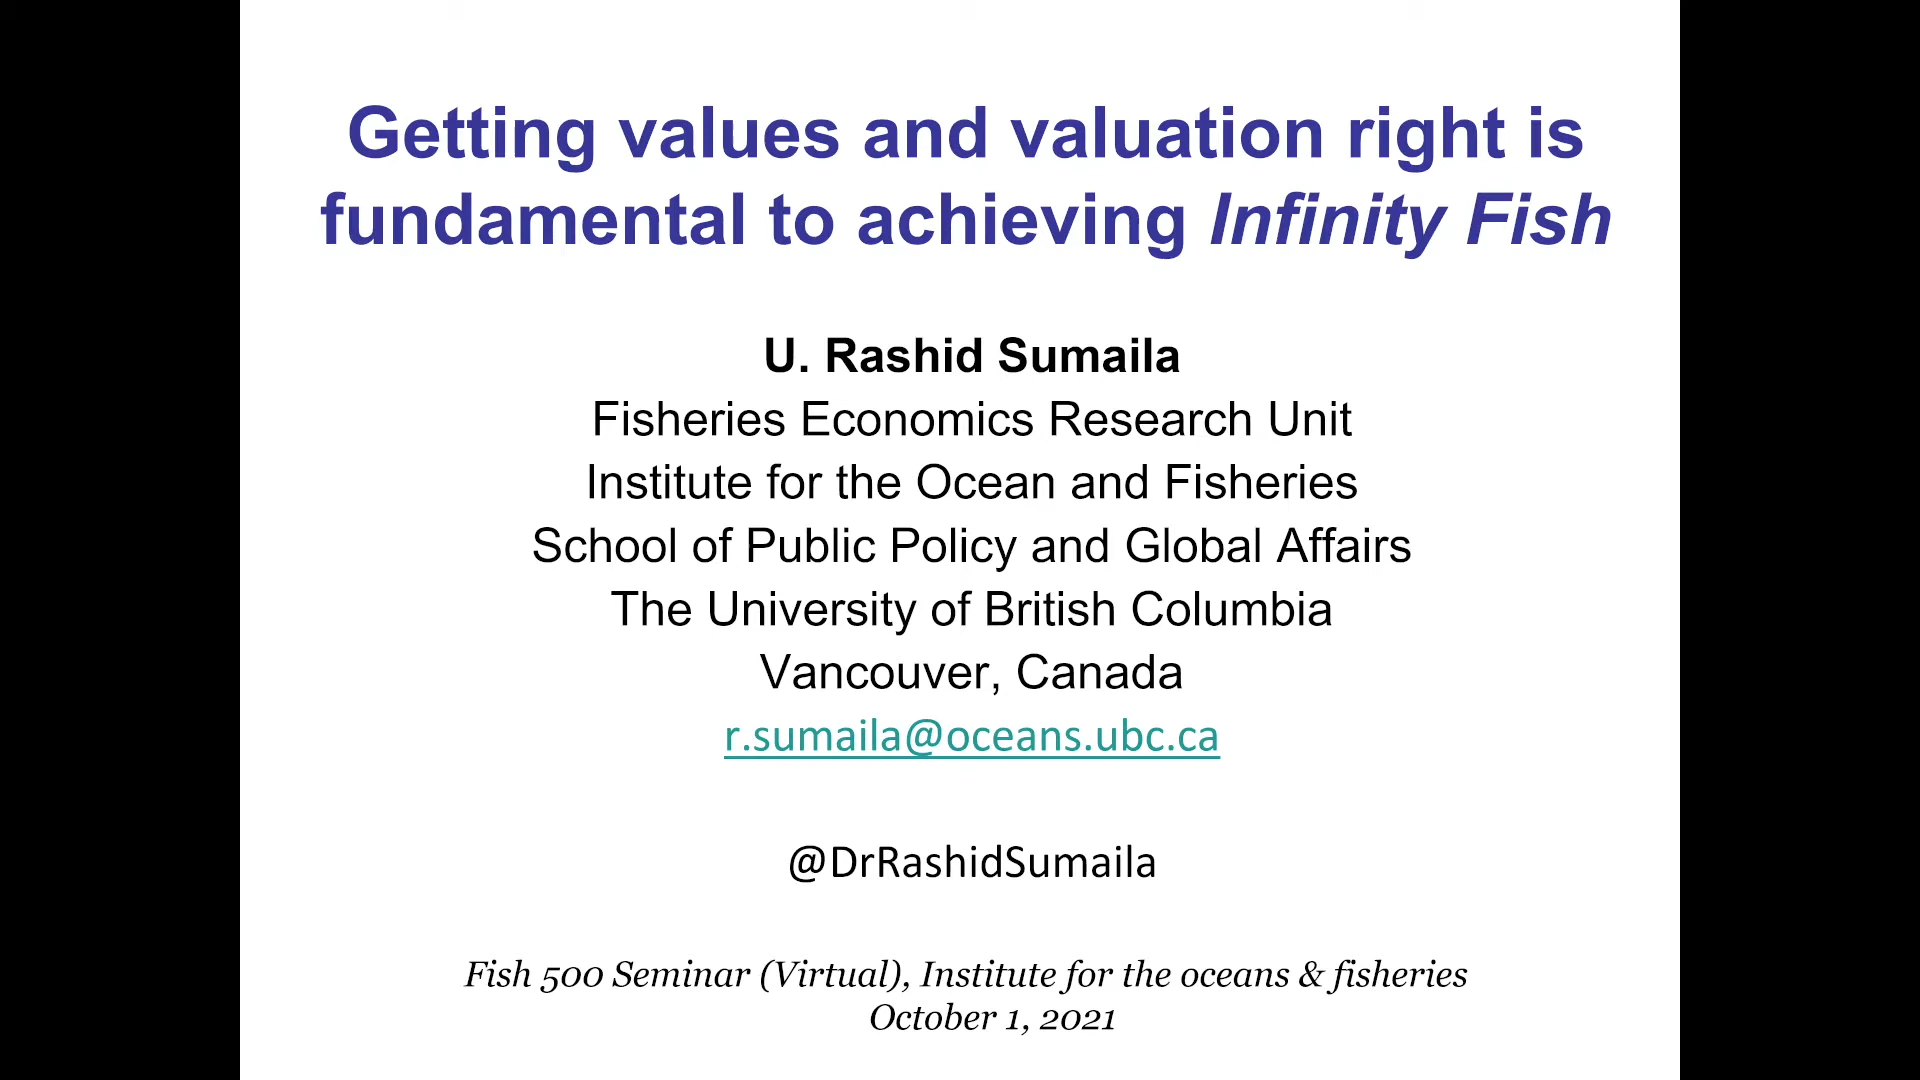 Getting values and valuation right is
fundamental to achieving Infinity Fish
U. Rashid Sumaila
Fisheries Economics Research Unit
Institute for the Ocean and Fisheries
School of Public Policy and Global Affairs
The University of British Columbia
Vancouver, Canada
r.sumaila@oceans.ubc.ca
@DrRashidSumaila
Fish 500 Seminar (Virtual), Institute for the oceans & fisheries
October 1, 2021